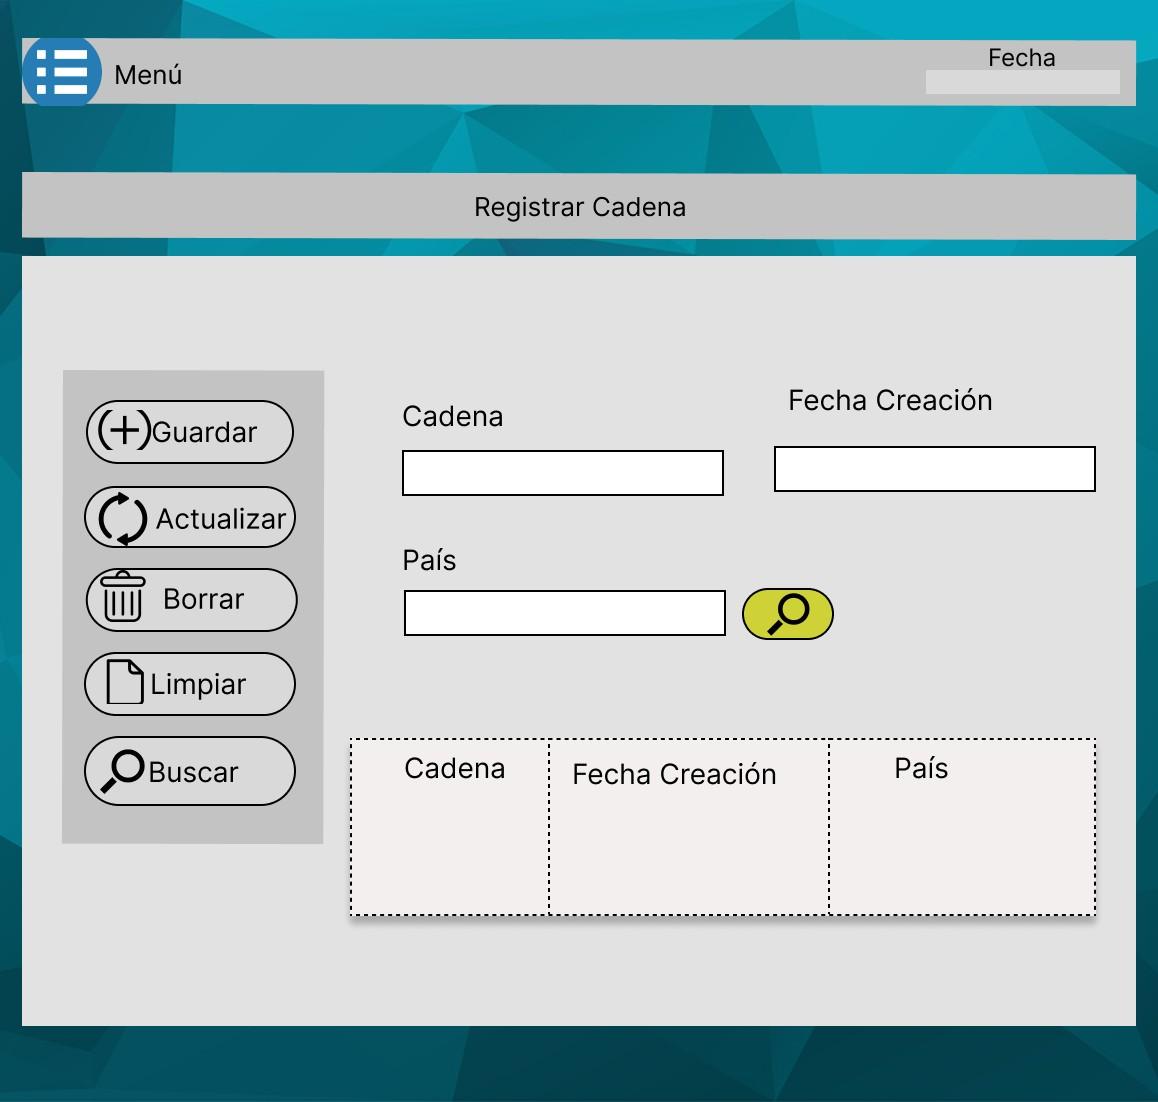 Menú
Fecha
Registrar Cadena
Guardar
Actualizar
Borrar
Limpiar
Buscar
Cadena
Fecha Creación
País
Cadena
Fecha Creación
País